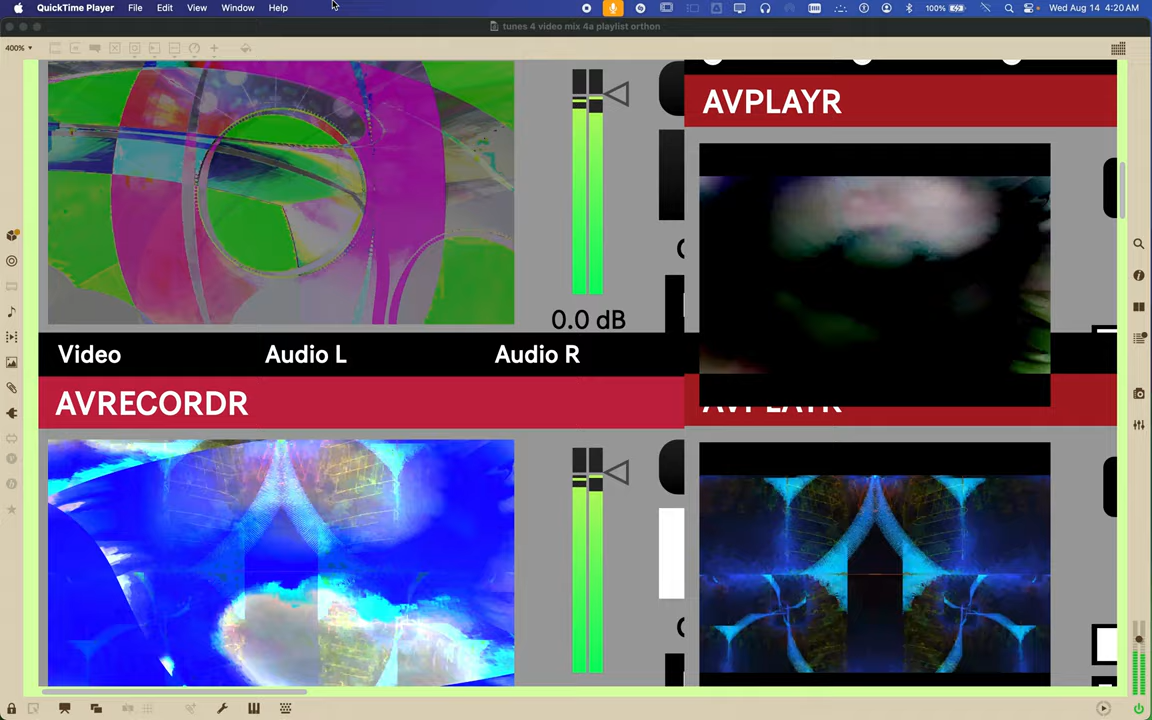 QuickTime Player File Edit View Window Help 100% Wed Aug 14 4:20 AM
tunes 4 video mix 4a playlist orthon
400%
AVPLAYR
0.0 dB
Video Audio L Audio R
AVRECORDR
AVPLAYR